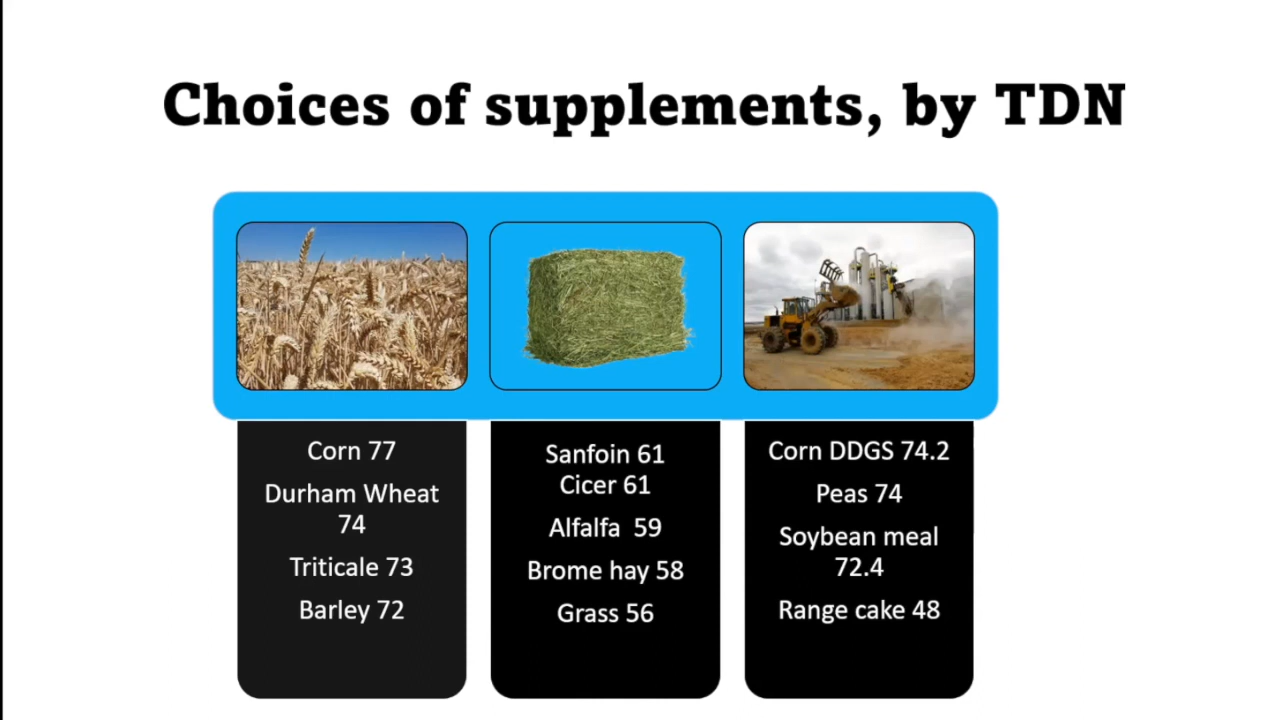 Choices of supplements, by TDN
Corn 77
Durham Wheat
74
Triticale 73
Barley 72
Sanfoin 61
Cicer 61
Alfalfa  59
Brome hay 58
Grass 56
Corn DDGS 74.2
Peas 74
Soybean meal
72.4
Range cake 48